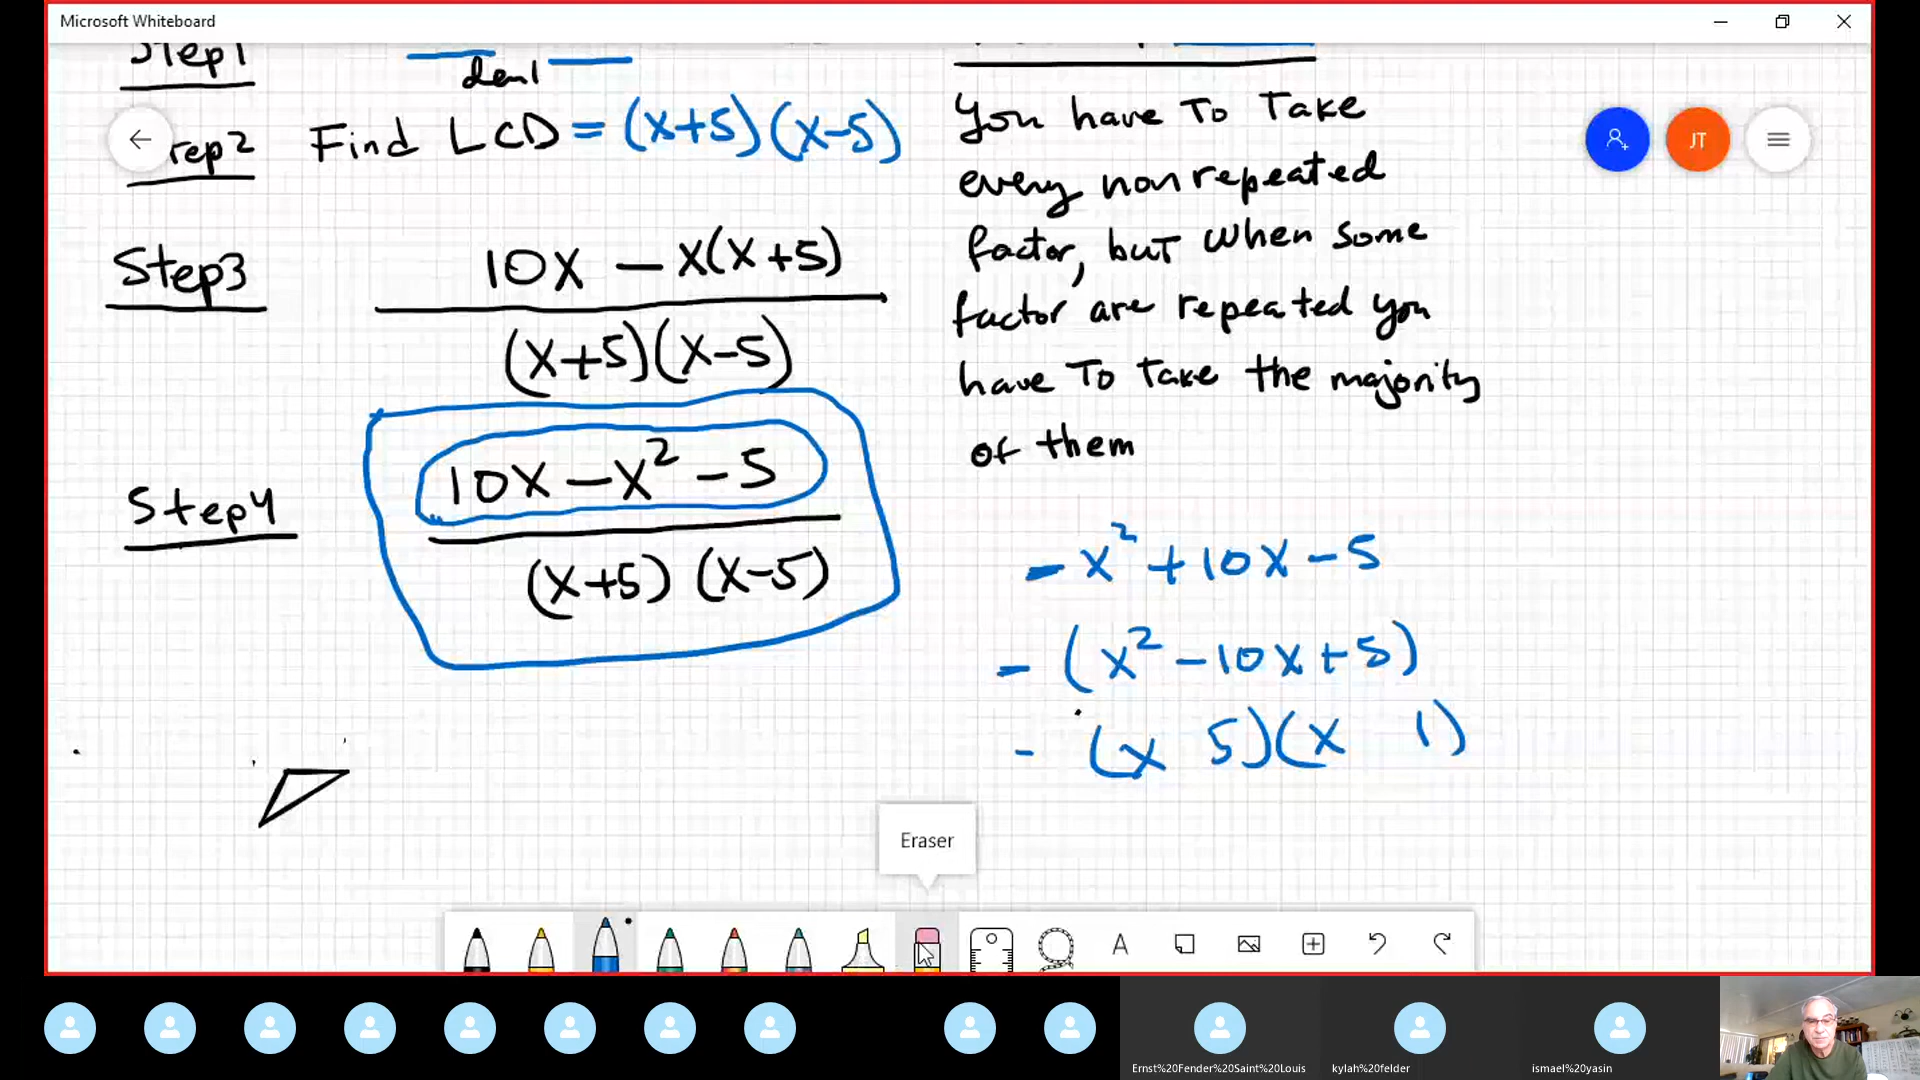 Microsoft Whiteboard
Step1
den1
Step2 Find LCD = (x+5)(x-5)
Step3 10x - x(x+5)
(x+5)(x-5)
Step4 10x - x² - 5
(x+5) (x-5)
You have To Take
every nonrepeated
factor, but when some
factor are repeated you
have To take the majority
of them
- x² + 10x - 5
- (x² - 10x + 5)
- (x 5)(x 1)
JT
Eraser
A
Ernst%20Fender%20Saint%20Louis
kylah%20felder
ismael%20yasin